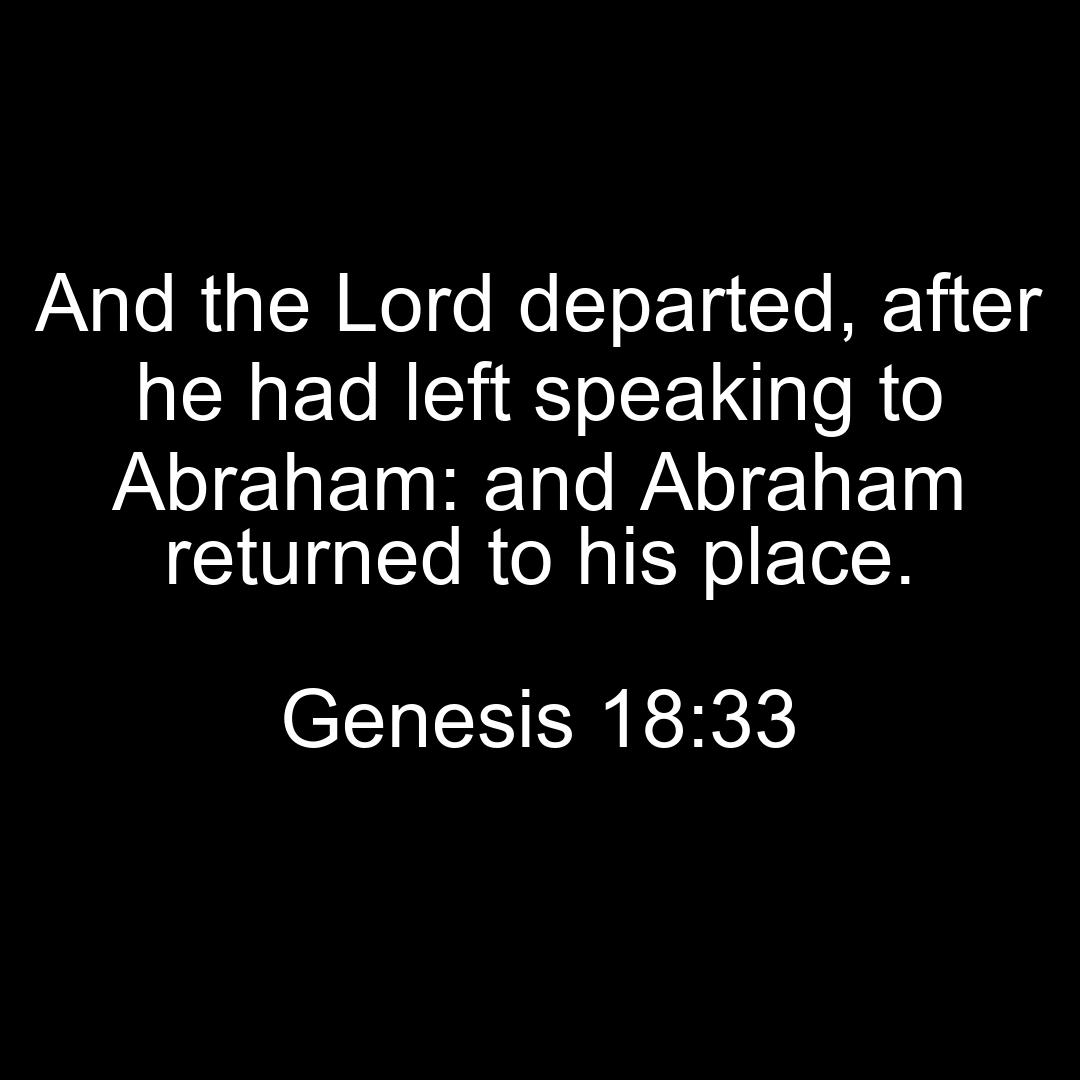 And the Lord departed, after
he had left speaking to
Abraham: and Abraham
returned to his place.
Genesis 18:33